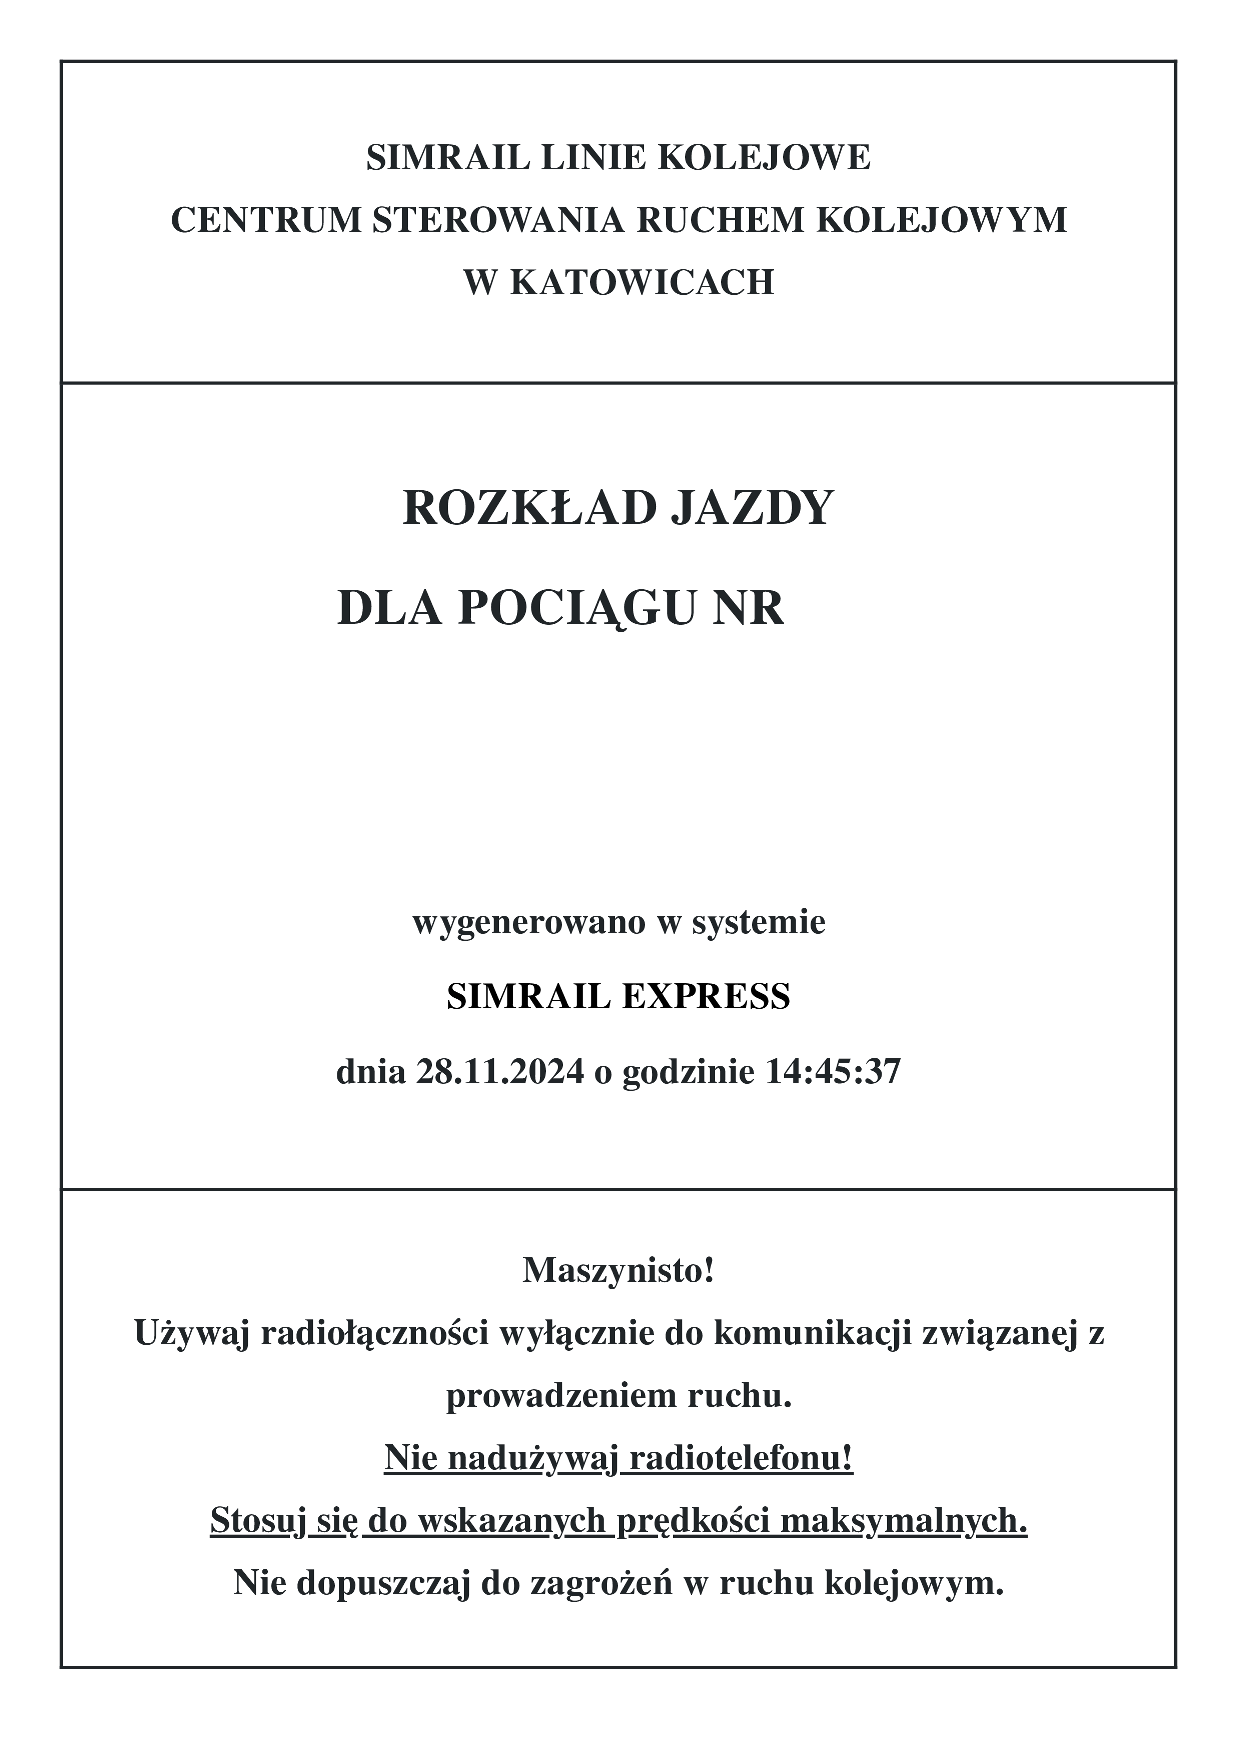 SIMRAIL LINIE KOLEJOWE
CENTRUM STEROWANIA RUCHEM KOLEJOWYM
W KATOWICACH
ROZKŁAD JAZDY
DLA POCIĄGU NR
wygenerowano w systemie
SIMRAIL EXPRESS
dnia 28.11.2024 o godzinie 14:45:37
Maszynisto!
Używaj radiołączności wyłącznie do komunikacji związanej z
prowadzeniem ruchu.
Nie nadużywaj radiotelefonu!
Stosuj się do wskazanych prędkości maksymalnych.
Nie dopuszczaj do zagrożeń w ruchu kolejowym.